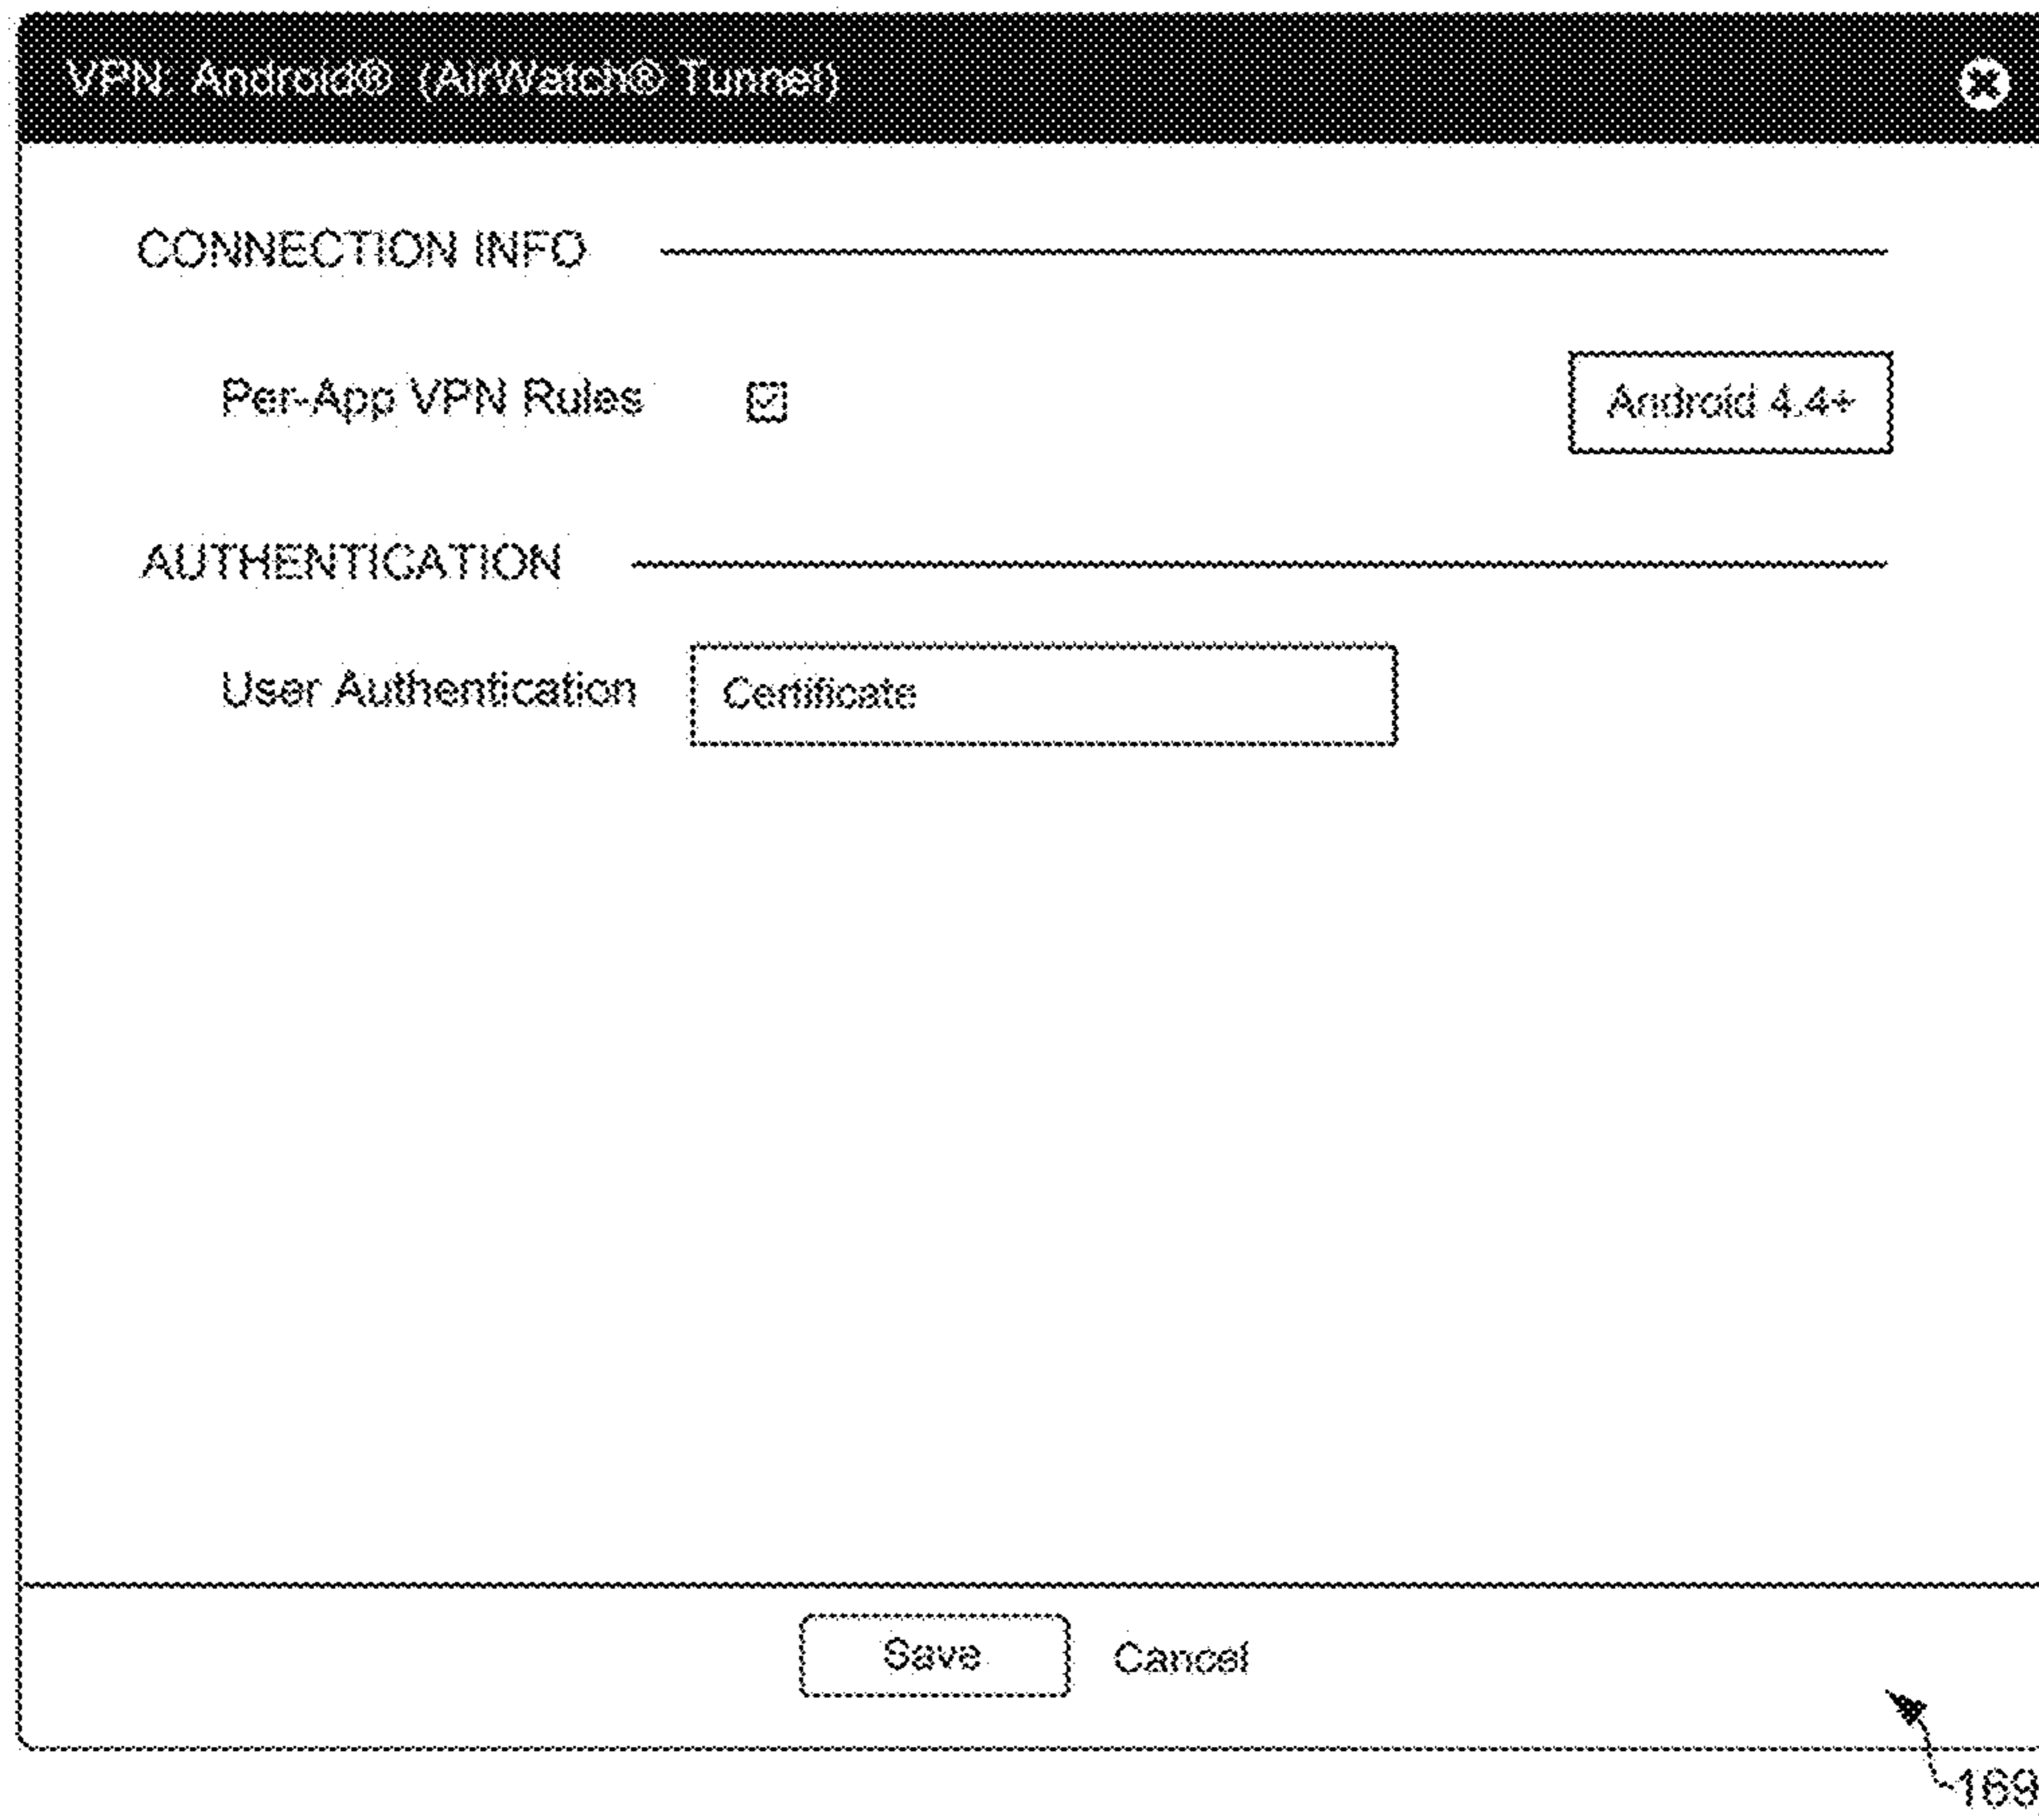 VPN: Android® (AirWatch® Tunnel)
CONNECTION INFO
Per-App VPN Rules
Android 4.4+
AUTHENTICATION
User Authentication
Certificate
Save
Cancel
169